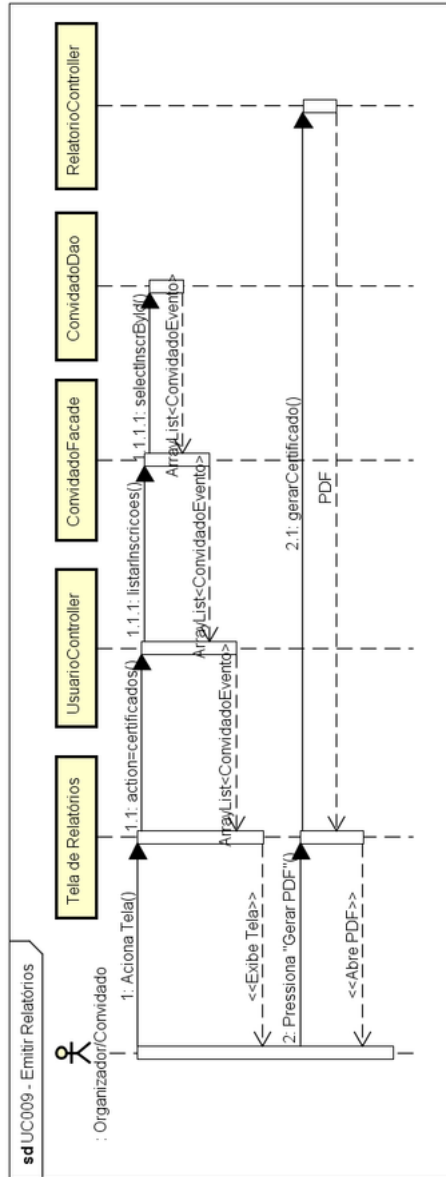 sd UC009 - Emitir Relatórios
: Organizador/Convidado
Tela de Relatórios
UsuarioController
ConvidadoFacade
ConvidadoDao
RelatorioController
1: Aciona Tela()
1.1: action=certificados()
1.1.1: listarInscricoes()
1.1.1.1: selectInscrById()
ArrayList<ConvidadoEvento>
ArrayList<ConvidadoEvento>
ArrayList<ConvidadoEvento>
<<Exibe Tela>>
2: Pressiona "Gerar PDF"()
2.1: gerarCertificado()
PDF
<<Abre PDF>>